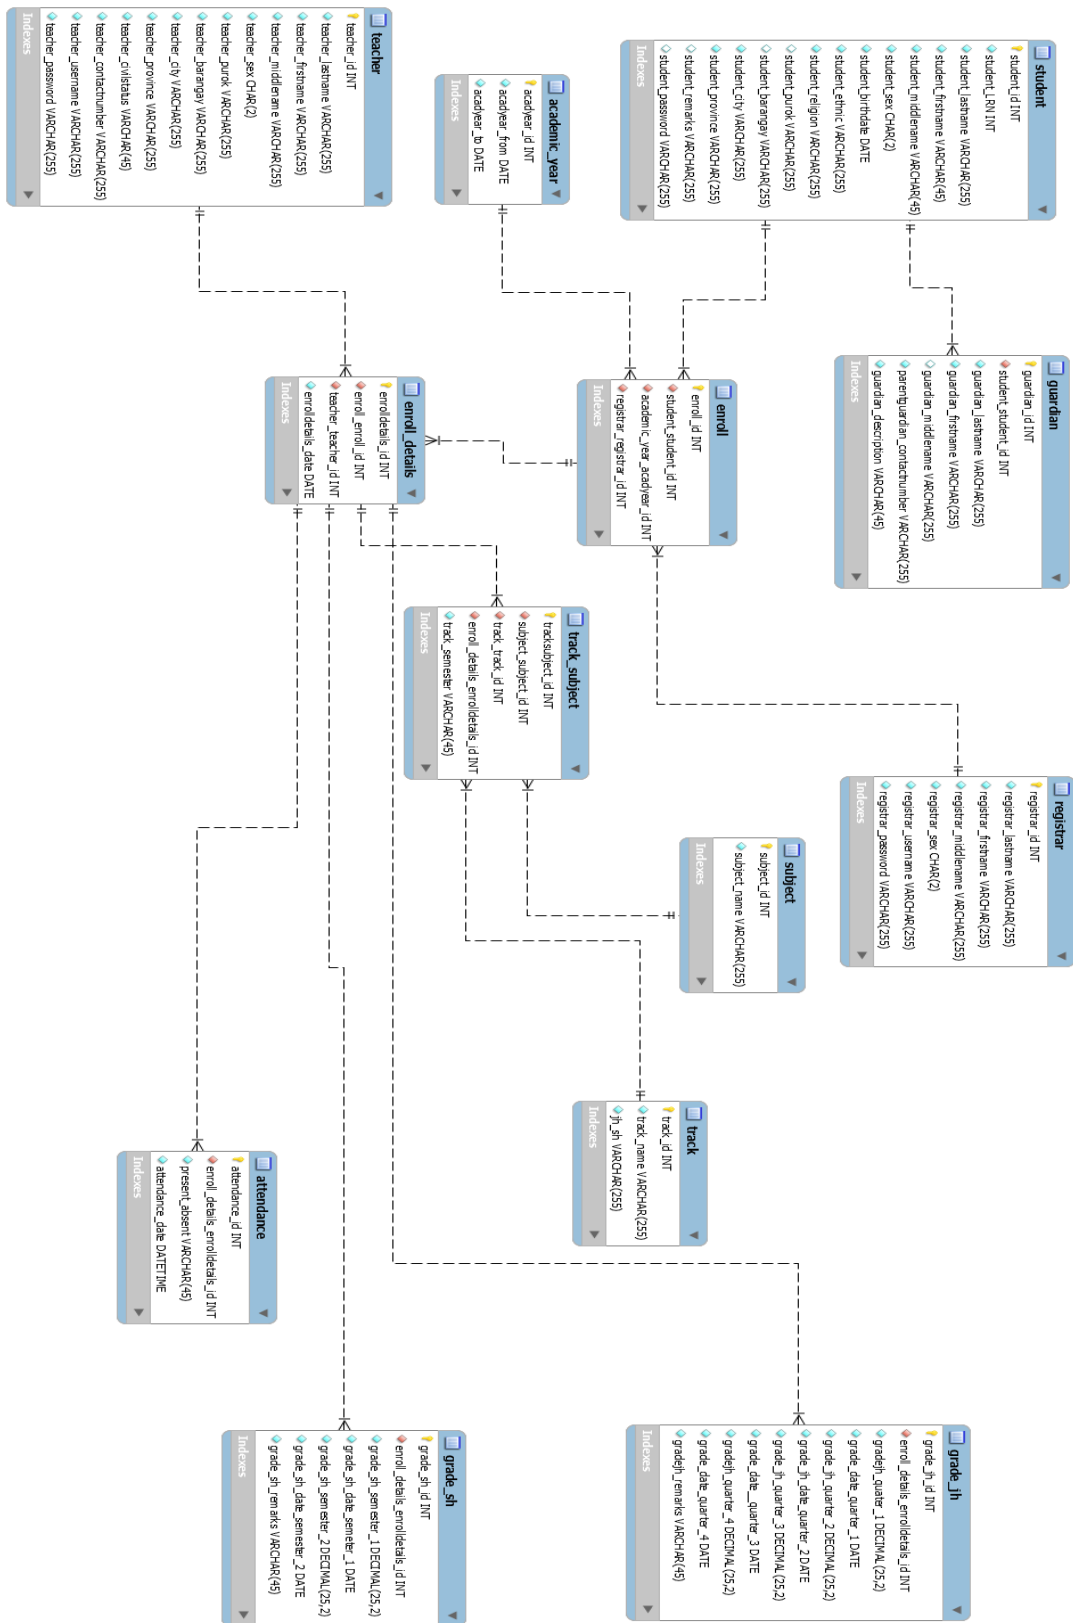 student
student_id INT
student_LRN INT
student_lastname VARCHAR(255)
student_firstname VARCHAR(45)
student_middlename VARCHAR(45)
student_sex CHAR(2)
student_birthdate DATE
student_ethnic VARCHAR(255)
student_religion VARCHAR(255)
student_purok VARCHAR(255)
student_barangay VARCHAR(255)
student_city VARCHAR(255)
student_province VARCHAR(255)
student_remarks VARCHAR(255)
student_password VARCHAR(255)
Indexes
guardian
guardian_id INT
student_student_id INT
guardian_lastname VARCHAR(255)
guardian_firstname VARCHAR(255)
guardian_middlename VARCHAR(255)
parentguardian_contactnumber VARCHAR(255)
guardian_description VARCHAR(45)
Indexes
registrar
registrar_id INT
registrar_lastname VARCHAR(255)
registrar_firstname VARCHAR(255)
registrar_middlename VARCHAR(255)
registrar_sex CHAR(2)
registrar_username VARCHAR(255)
registrar_password VARCHAR(255)
Indexes
academic_year
acadyear_id INT
acadyear_from DATE
acadyear_to DATE
Indexes
enroll
enroll_id INT
student_student_id INT
academic_year_acadyear_id INT
registrar_registrar_id INT
Indexes
subject
subject_id INT
subject_name VARCHAR(255)
Indexes
track
track_id INT
track_name VARCHAR(255)
jh_sh VARCHAR(255)
Indexes
grade_jh
grade_jh_id INT
enroll_details_enrolldetails_id INT
gradejh_quater_1 DECIMAL(25,2)
grade_date_quarter_1 DATE
grade_jh_quarter_2 DECIMAL(25,2)
grade_jh_date_quarter_2 DATE
grade_jh_quarter_3 DECIMAL(25,2)
grade_date__quarter_3 DATE
gradejh_quarter_4 DECIMAL(25,2)
grade_date_quarter_4 DATE
gradejh_remarks VARCHAR(45)
Indexes
track_subject
tracksubject_id INT
subject_subject_id INT
track_track_id INT
enroll_details_enrolldetails_id INT
track_semester VARCHAR(45)
Indexes
teacher
teacher_id INT
teacher_lastname VARCHAR(255)
teacher_firstname VARCHAR(255)
teacher_middlename VARCHAR(255)
teacher_sex CHAR(2)
teacher_purok VARCHAR(255)
teacher_barangay VARCHAR(255)
teacher_city VARCHAR(255)
teacher_province VARCHAR(255)
teacher_civilstatus VARCHAR(45)
teacher_contactnumber VARCHAR(255)
teacher_username VARCHAR(255)
teacher_password VARCHAR(255)
Indexes
enroll_details
enrolldetails_id INT
enroll_enroll_id INT
teacher_teacher_id INT
enrolldetails_date DATE
Indexes
attendance
attendance_id INT
enroll_details_enrolldetails_id INT
present_absent VARCHAR(45)
attendance_date DATETIME
Indexes
grade_sh
grade_sh_id INT
enroll_details_enrolldetails_id INT
grade_sh_semester_1 DECIMAL(25,2)
grade_sh_date_semeter_1 DATE
grade_sh_semester_2 DECIMAL(25,2)
grade_sh_date_semester_2 DATE
grade_sh_remarks VARCHAR(45)
Indexes